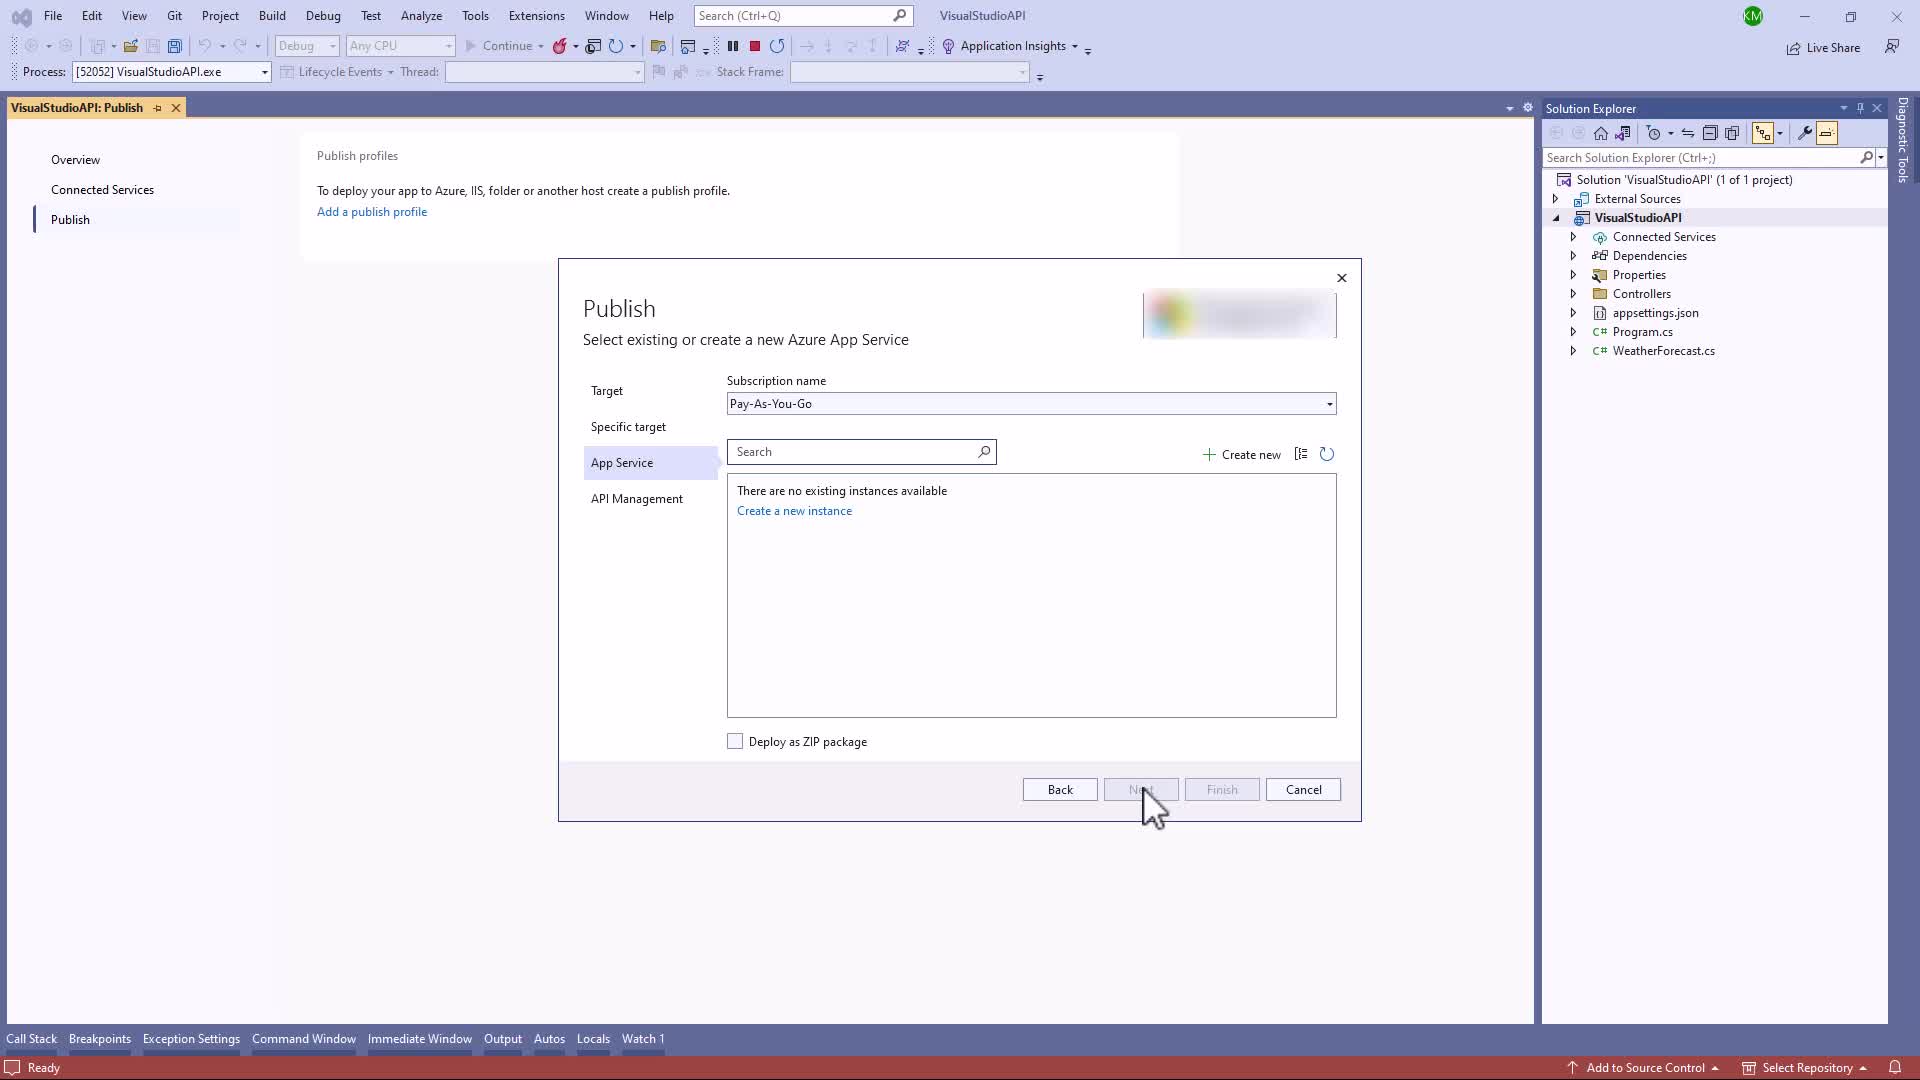 File Edit View Git Project Build Debug Test Analyze Tools Extensions Window Help Search (Ctrl+Q) VisualStudioAPI KM
Debug Any CPU Continue Application Insights Live Share
Process: [52052] VisualStudioAPI.exe Lifecycle Events Thread: Stack Frame:
VisualStudioAPI: Publish
Overview
Connected Services
Publish
Publish profiles
To deploy your app to Azure, IIS, folder or another host create a publish profile.
Add a publish profile
Publish
Select existing or create a new Azure App Service
Target
Specific target
App Service
API Management
Subscription name
Pay-As-You-Go
Search
Create new
There are no existing instances available
Create a new instance
Deploy as ZIP package
Back Finish Cancel
Solution Explorer
Search Solution Explorer (Ctrl+;)
Solution 'VisualStudioAPI' (1 of 1 project)
External Sources
VisualStudioAPI
Connected Services
Dependencies
Properties
Controllers
appsettings.json
C# Program.cs
C# WeatherForecast.cs
Diagnostic Tools
Call Stack Breakpoints Exception Settings Command Window Immediate Window Output Autos Locals Watch 1
Ready Add to Source Control Select Repository